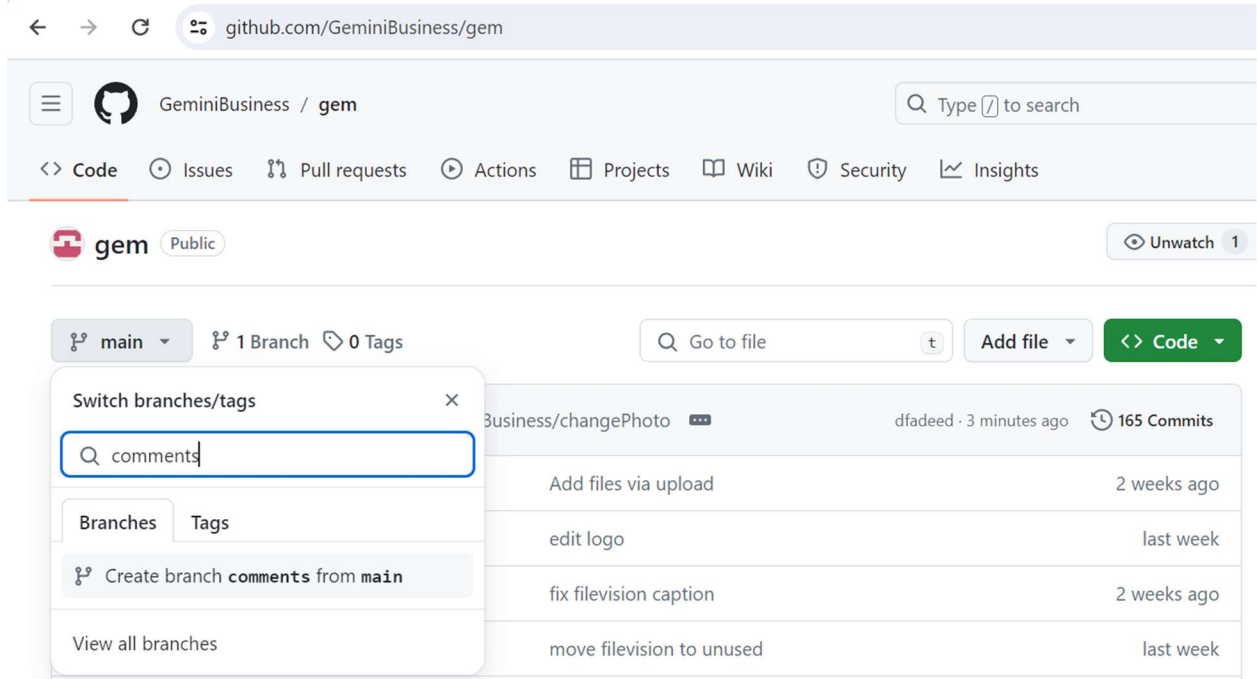 github.com/GeminiBusiness/gem
GeminiBusiness / gem
Type / to search
Code Issues Pull requests Actions Projects Wiki Security Insights
gem Public
Unwatch 1
main 1 Branch 0 Tags
Go to file t
Add file
Code
Switch branches/tags
comments
Branches Tags
Create branch comments from main
View all branches
Business/changePhoto
dfadeed · 3 minutes ago 165 Commits
Add files via upload 2 weeks ago
edit logo last week
fix filevision caption 2 weeks ago
move filevision to unused last week